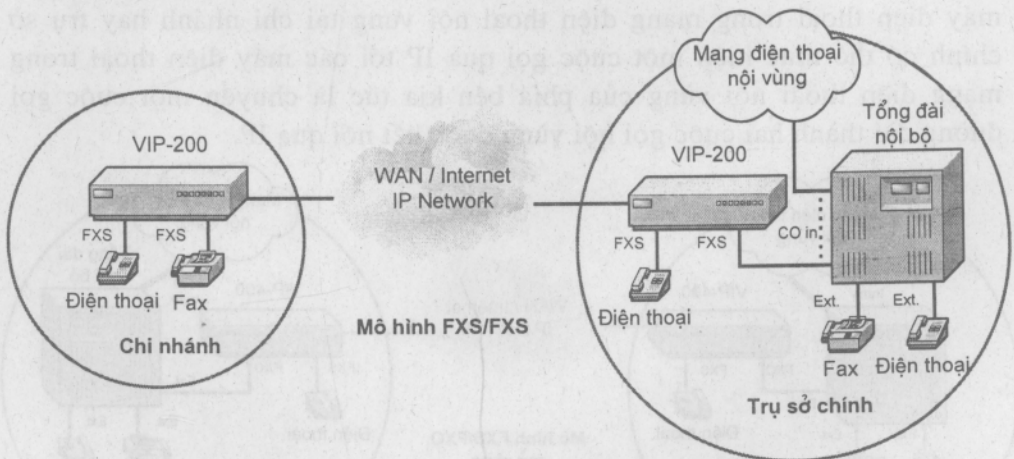 Mạng điện thoại
nội vùng
Tổng đài
nội bộ
VIP-200
VIP-200
WAN / Internet
IP Network
FXS
FXS
FXS
FXS
CO in
Điện thoại
Fax
Điện thoại
Ext.
Ext.
Mô hình FXS/FXS
Chi nhánh
Fax
Điện thoại
Trụ sở chính